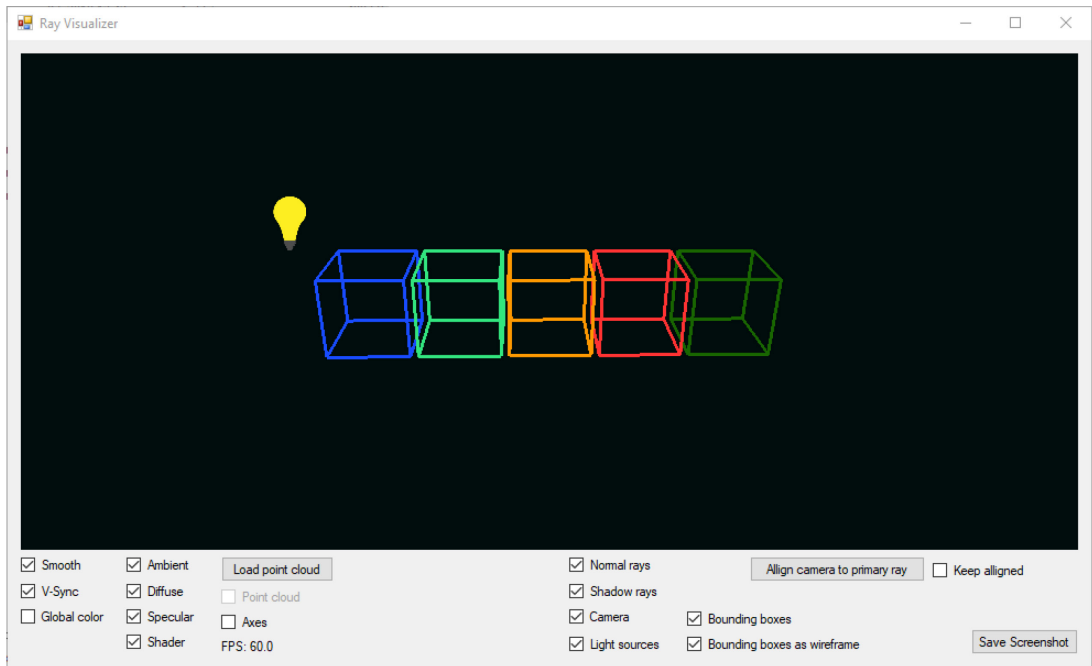 Ray Visualizer
Smooth
Ambient
Load point cloud
Normal rays
Allign camera to primary ray
Keep alligned
V-Sync
Diffuse
Point cloud
Shadow rays
Global color
Specular
Axes
Camera
Bounding boxes
Shader
FPS: 60.0
Light sources
Bounding boxes as wireframe
Save Screenshot